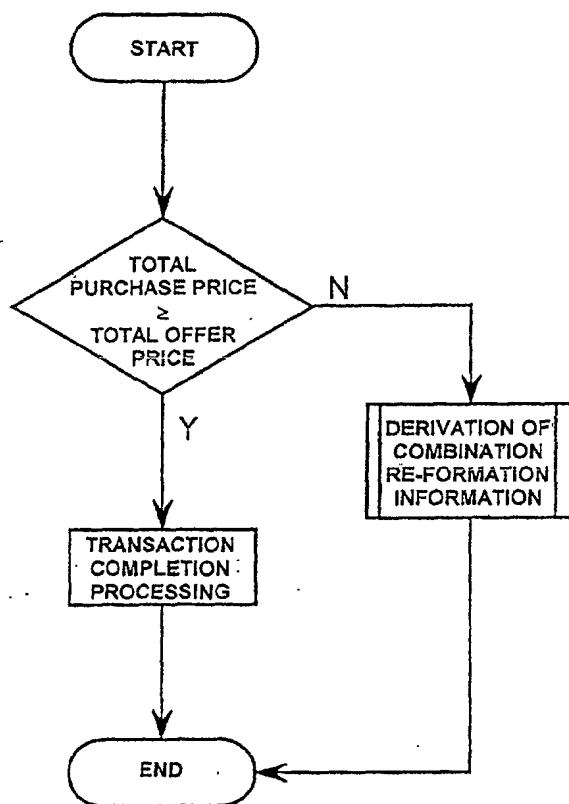 START
TOTAL
PURCHASE PRICE
≥
TOTAL OFFER
PRICE
N
Y
DERIVATION OF
COMBINATION
RE-FORMATION
INFORMATION
TRANSACTION
COMPLETION
PROCESSING
END